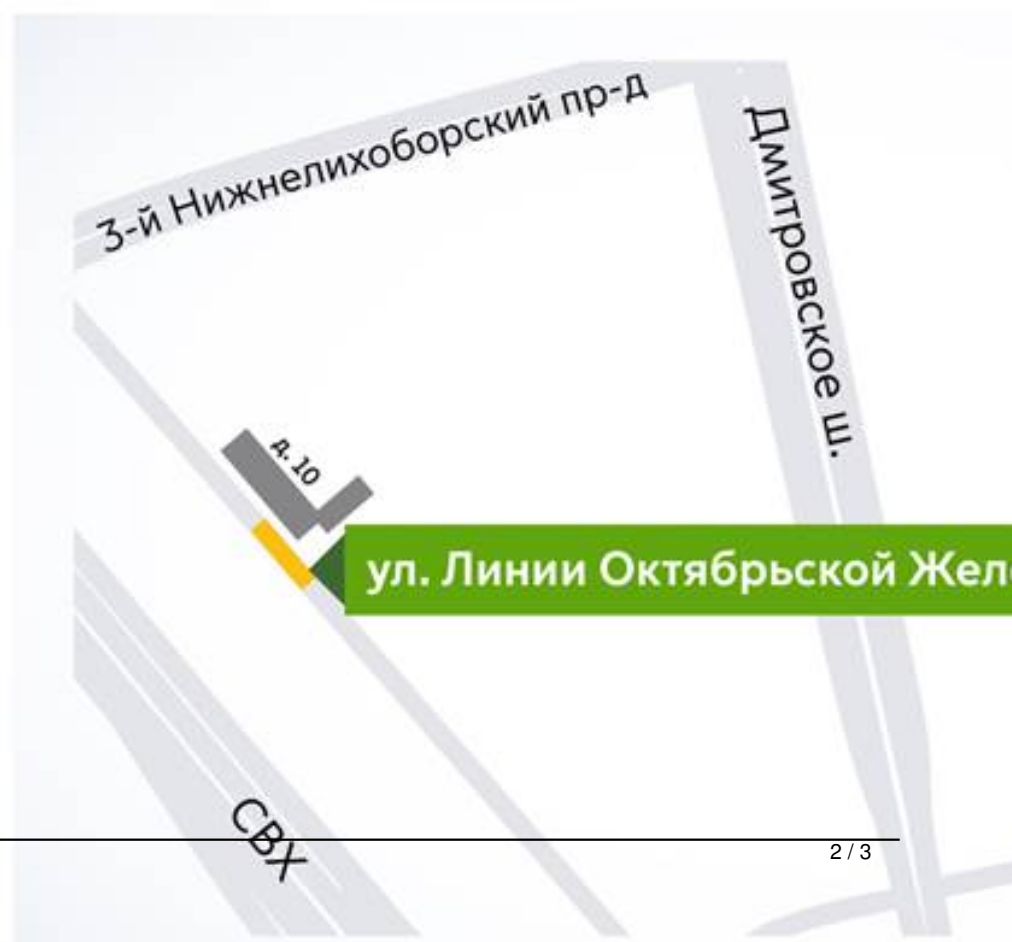 3-й Нижнелихоборский пр-д
Дмитровское ш.
д. 10
ул. Линии Октябрьской Жел
СВХ
2 / 3